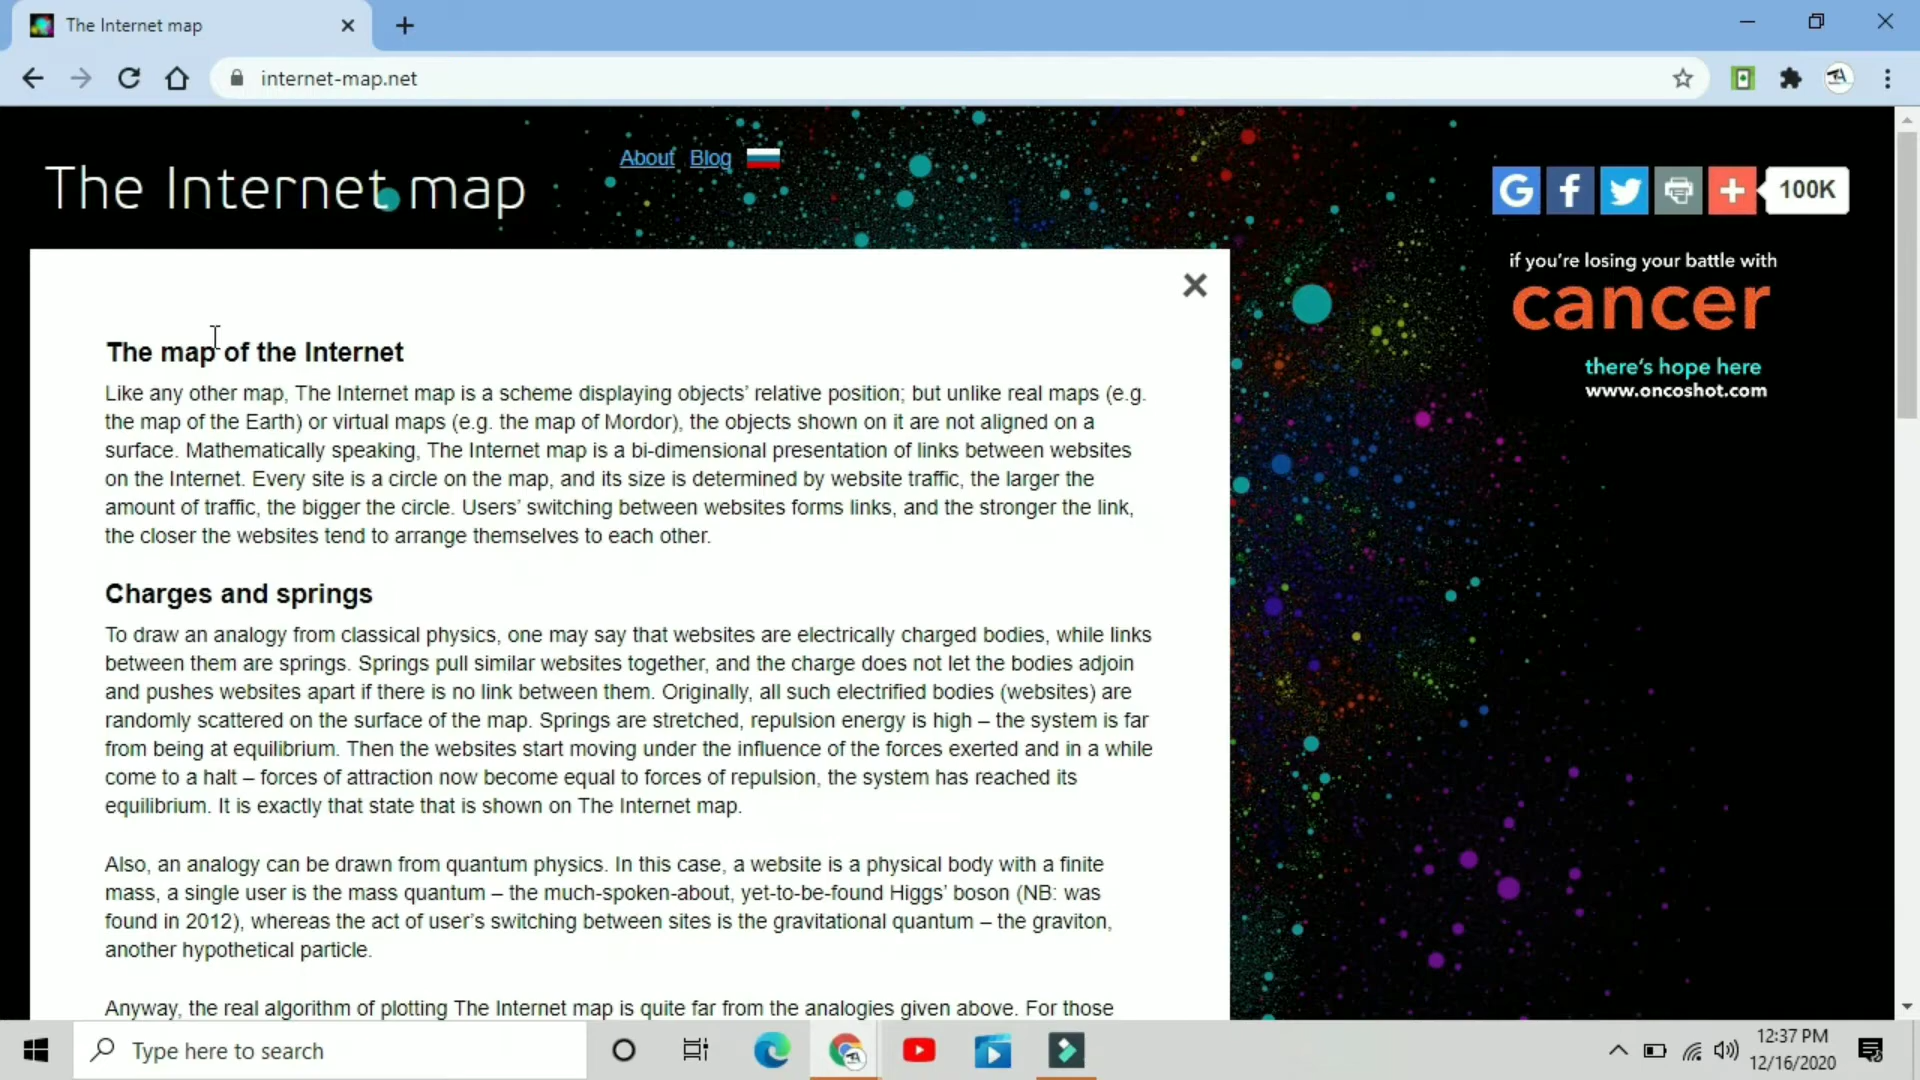 The Internet map
internet-map.net
The Internet map
About Blog
100K
if you're losing your battle with
cancer
there's hope here
www.oncoshot.com
The map of the Internet
Like any other map, The Internet map is a scheme displaying objects' relative position; but unlike real maps (e.g.
the map of the Earth) or virtual maps (e.g. the map of Mordor), the objects shown on it are not aligned on a
surface. Mathematically speaking, The Internet map is a bi-dimensional presentation of links between websites
on the Internet. Every site is a circle on the map, and its size is determined by website traffic, the larger the
amount of traffic, the bigger the circle. Users' switching between websites forms links, and the stronger the link,
the closer the websites tend to arrange themselves to each other.
Charges and springs
To draw an analogy from classical physics, one may say that websites are electrically charged bodies, while links
between them are springs. Springs pull similar websites together, and the charge does not let the bodies adjoin
and pushes websites apart if there is no link between them. Originally, all such electrified bodies (websites) are
randomly scattered on the surface of the map. Springs are stretched, repulsion energy is high – the system is far
from being at equilibrium. Then the websites start moving under the influence of the forces exerted and in a while
come to a halt – forces of attraction now become equal to forces of repulsion, the system has reached its
equilibrium. It is exactly that state that is shown on The Internet map.
Also, an analogy can be drawn from quantum physics. In this case, a website is a physical body with a finite
mass, a single user is the mass quantum – the much-spoken-about, yet-to-be-found Higgs' boson (NB: was
found in 2012), whereas the act of user's switching between sites is the gravitational quantum – the graviton,
another hypothetical particle.
Anyway, the real algorithm of plotting The Internet map is quite far from the analogies given above. For those
Type here to search
12:37 PM
12/16/2020